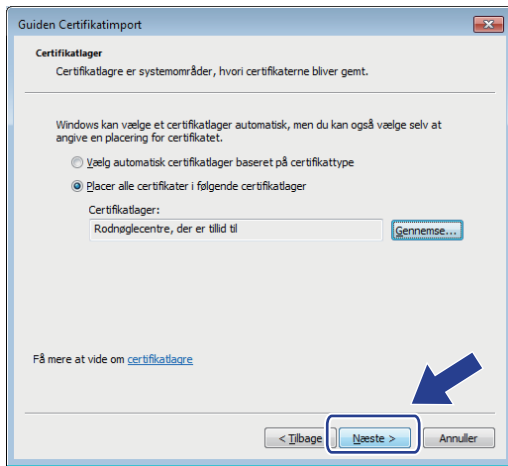 Guiden Certifikatimport
Certifikatlager
Certifikatlagre er systemområder, hvori certifikaterne bliver gemt.
Windows kan vælge et certifikatlager automatisk, men du kan også vælge selv at
angive en placering for certifikatet.
Vælg automatisk certifikatlager baseret på certifikattype
Placer alle certifikater i følgende certifikatlager
Certifikatlager:
Rodnøglecentre, der er tillid til
Gennemse...
Få mere at vide om certifikatlagre
< Tilbage
Næste >
Annuller